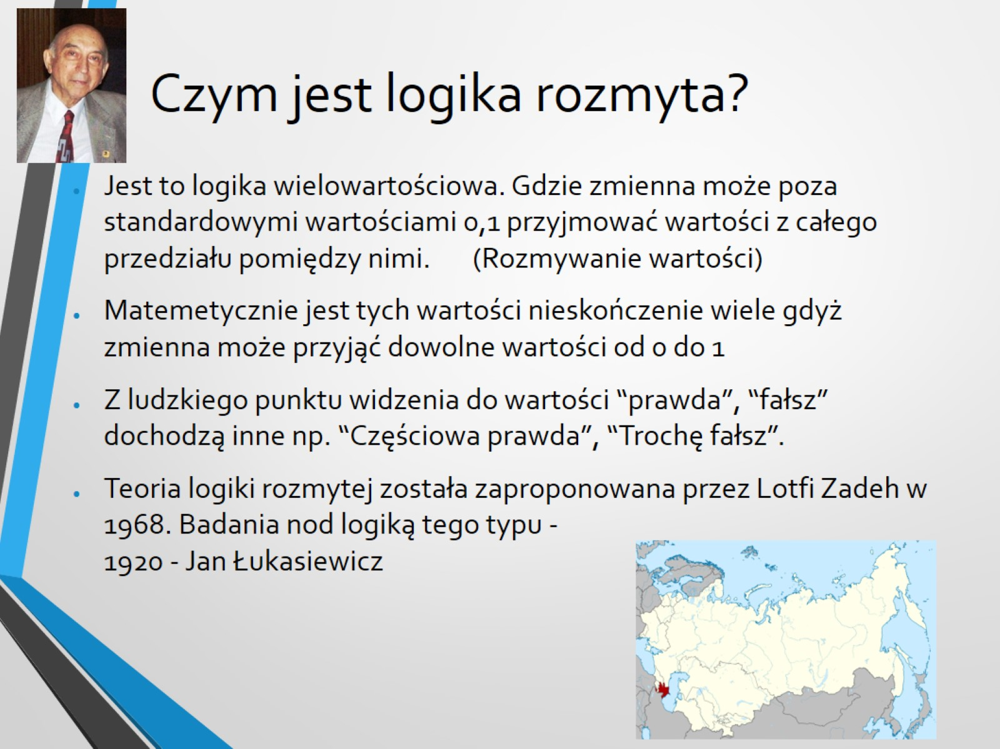 Czym jest logika rozmyta?
• Jest to logika wielowartościowa. Gdzie zmienna może poza
standardowymi wartościami 0,1 przyjmować wartości z całego
przedziału pomiędzy nimi. (Rozmywanie wartości)
• Matemetycznie jest tych wartości nieskończenie wiele gdyż
zmienna może przyjąć dowolne wartości od 0 do 1
• Z ludzkiego punktu widzenia do wartości “prawda”, “fałsz”
dochodzą inne np. “Częściowa prawda”, “Trochę fałsz”.
• Teoria logiki rozmytej została zaproponowana przez Lotfi Zadeh w
1968. Badania nod logiką tego typu -
1920 - Jan Łukasiewicz